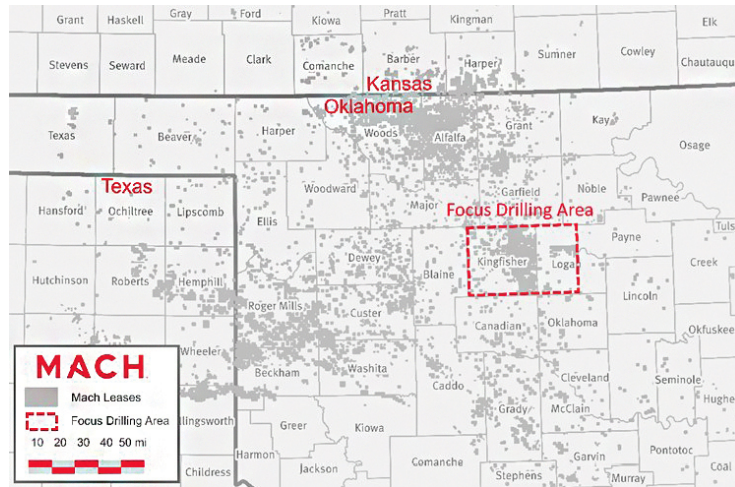 Grant
Haskell
Gray
Ford
Kiowa
Pratt
Kingman
Elk
Stevens
Seward
Meade
Clark
Comanche
Barber
Harper
Sumner
Cowley
Chautauqu
Kansas
Oklahoma
Texas
Beaver
Harper
Woods
Alfalfa
Grant
Kay
Osage
Texas
Hansford
Ochiltree
Lipscomb
Ellis
Woodward
Major
Garfield
Noble
Pawnee
Focus Drilling Area
Hutchinson
Roberts
Hemphill
Dewey
Blaine
Kingfisher
Loga
Payne
Tuls
Creek
Roger Mills
Custer
Canadian
Oklahoma
Lincoln
Okfuskee
Wheeler
Beckham
Washita
Caddo
Grady
Cleveland
McClain
Seminole
Hughe
llingsworth
Greer
Kiowa
Childress
Harmon
Jackson
Comanche
Stephens
Garvin
Murray
Pontotoc
Coal
MACH
Mach Leases
Focus Drilling Area
10 20 30 40 50 mi